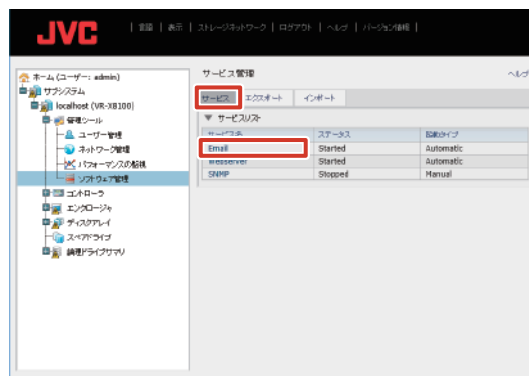 JVC
| 言語 | 表示 | ストレージネットワーク | ログアウト | ヘルプ | バージョン情報 |
ホーム (ユーザー: admin)
サブシステム
localhost (VR-XB100)
管理ツール
ユーザー管理
ネットワーク管理
パフォーマンスの監視
ソフトウェア管理
コントローラ
エンクロージャ
ディスクアレイ
スペアドライブ
論理ドライブサマリ
サービス管理
ヘルプ
サービス エクスポート インポート
▼ サービスリスト
サービス名 ステータス 起動タイプ
Email Started Automatic
Webserver Started Automatic
SNMP Stopped Manual